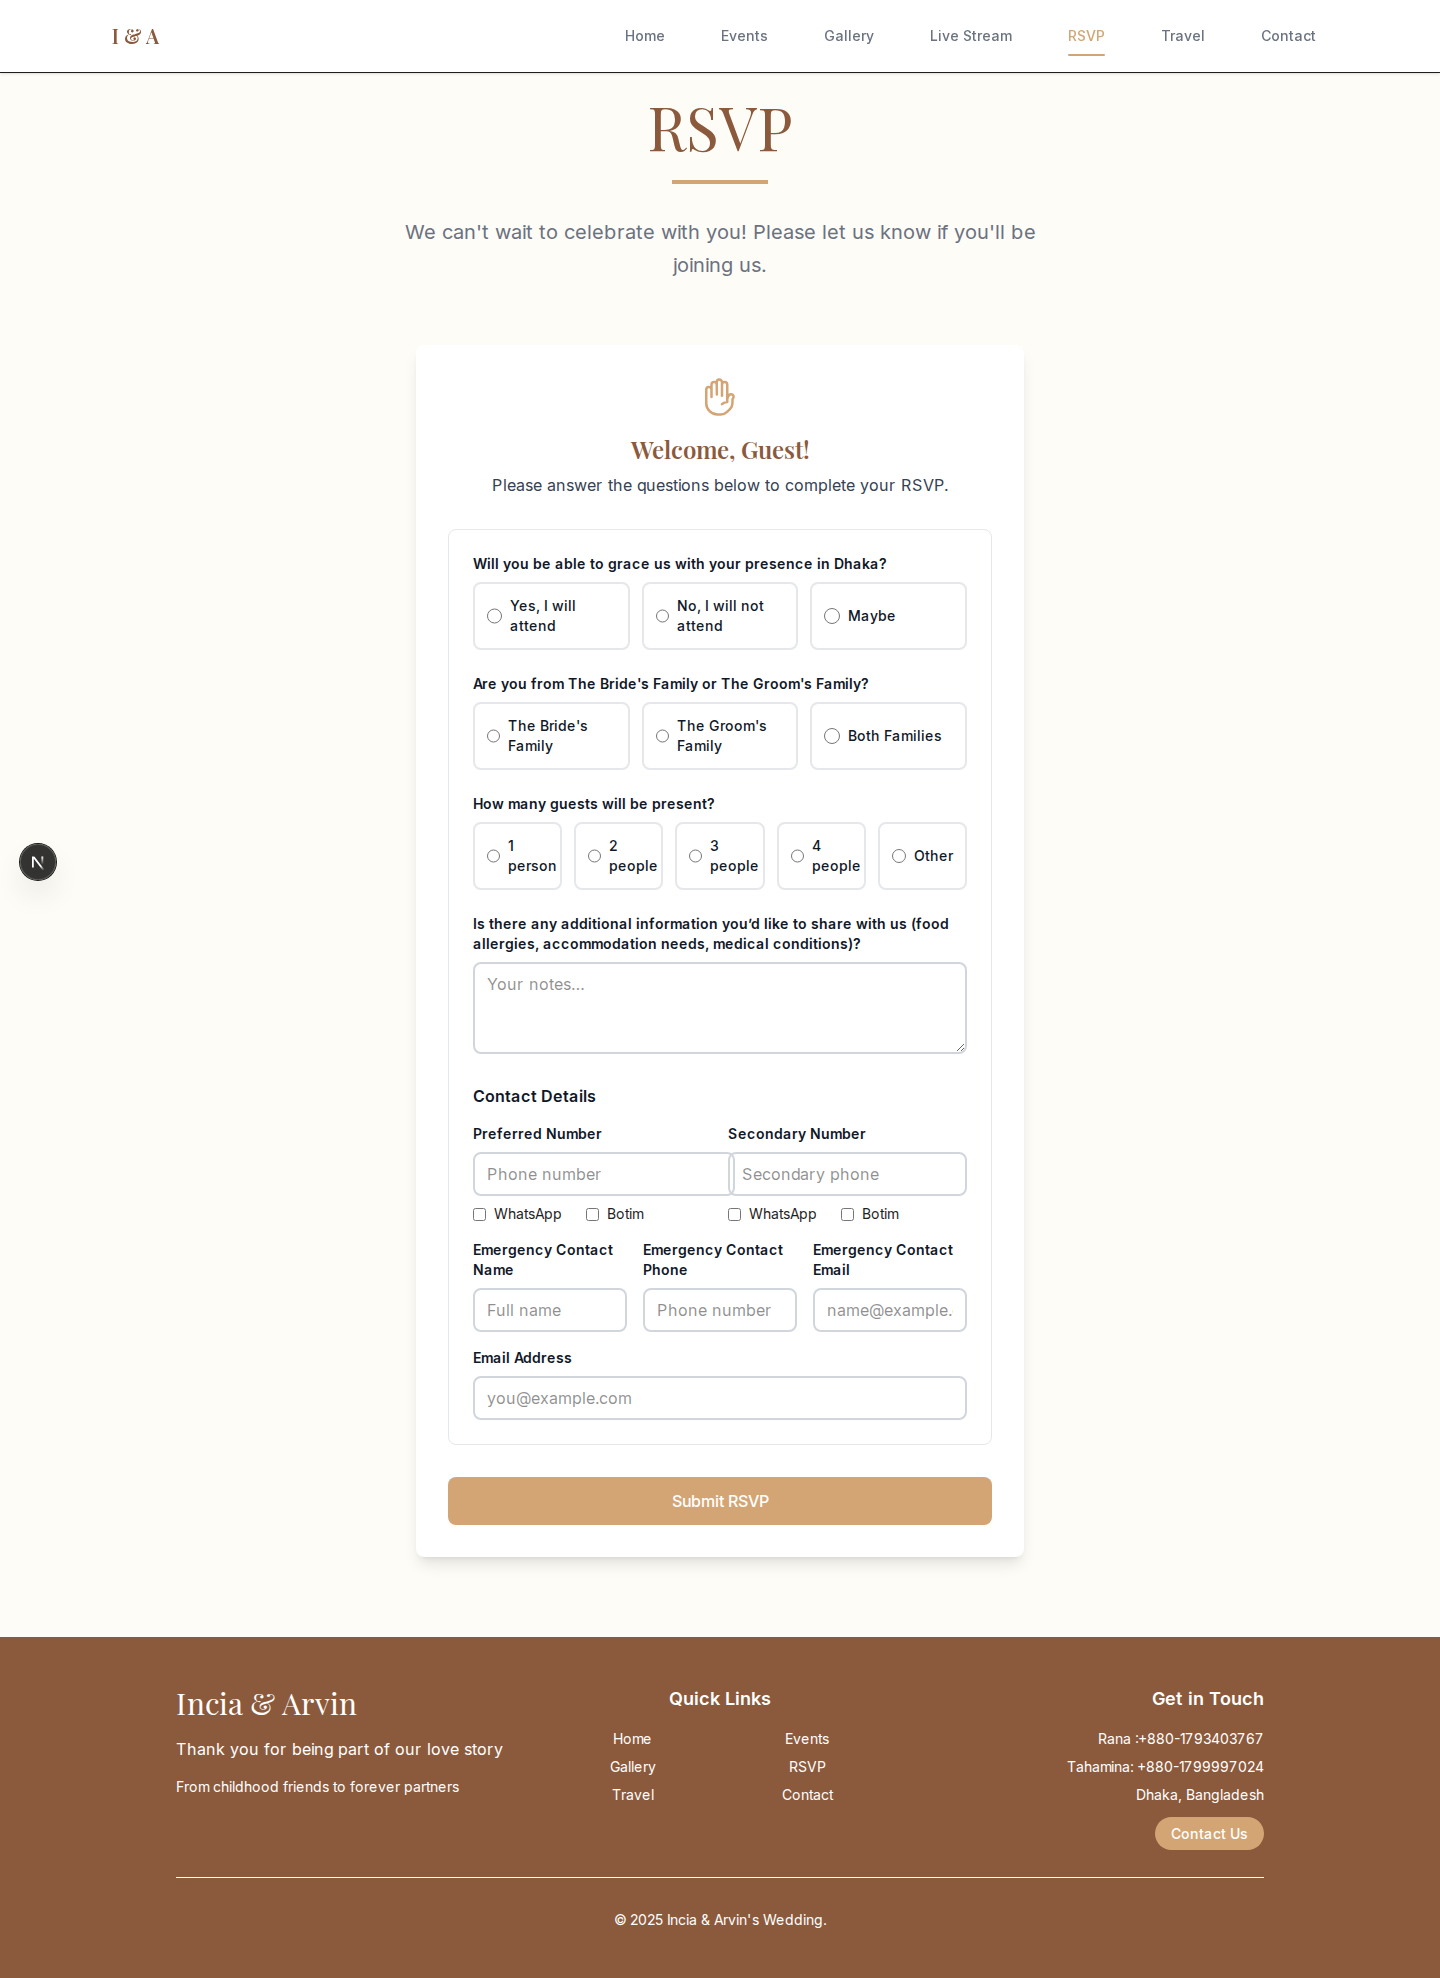 I & A
Home
Events
Gallery
Live Stream
RSVP
Travel
Contact
RSVP
We can't wait to celebrate with you! Please let us know if you'll be
joining us.
Welcome, Guest!
Please answer the questions below to complete your RSVP.
Will you be able to grace us with your presence in Dhaka?
Yes, I will
attend
No, I will not
attend
Maybe
Are you from The Bride's Family or The Groom's Family?
The Bride's
Family
The Groom's
Family
Both Families
How many guests will be present?
1
person
2
people
3
people
4
people
Other
Is there any additional information you’d like to share with us (food
allergies, accommodation needs, medical conditions)?
Your notes...
Contact Details
Preferred Number
Secondary Number
Phone number
Secondary phone
WhatsApp
Botim
WhatsApp
Botim
Emergency Contact
Name
Emergency Contact
Phone
Emergency Contact
Email
Full name
Phone number
name@example.
Email Address
you@example.com
Submit RSVP
N
Incia & Arvin
Thank you for being part of our love story
From childhood friends to forever partners
Quick Links
Home
Events
Gallery
RSVP
Travel
Contact
Get in Touch
Rana :+880-1793403767
Tahamina: +880-1799997024
Dhaka, Bangladesh
Contact Us
© 2025 Incia & Arvin's Wedding.